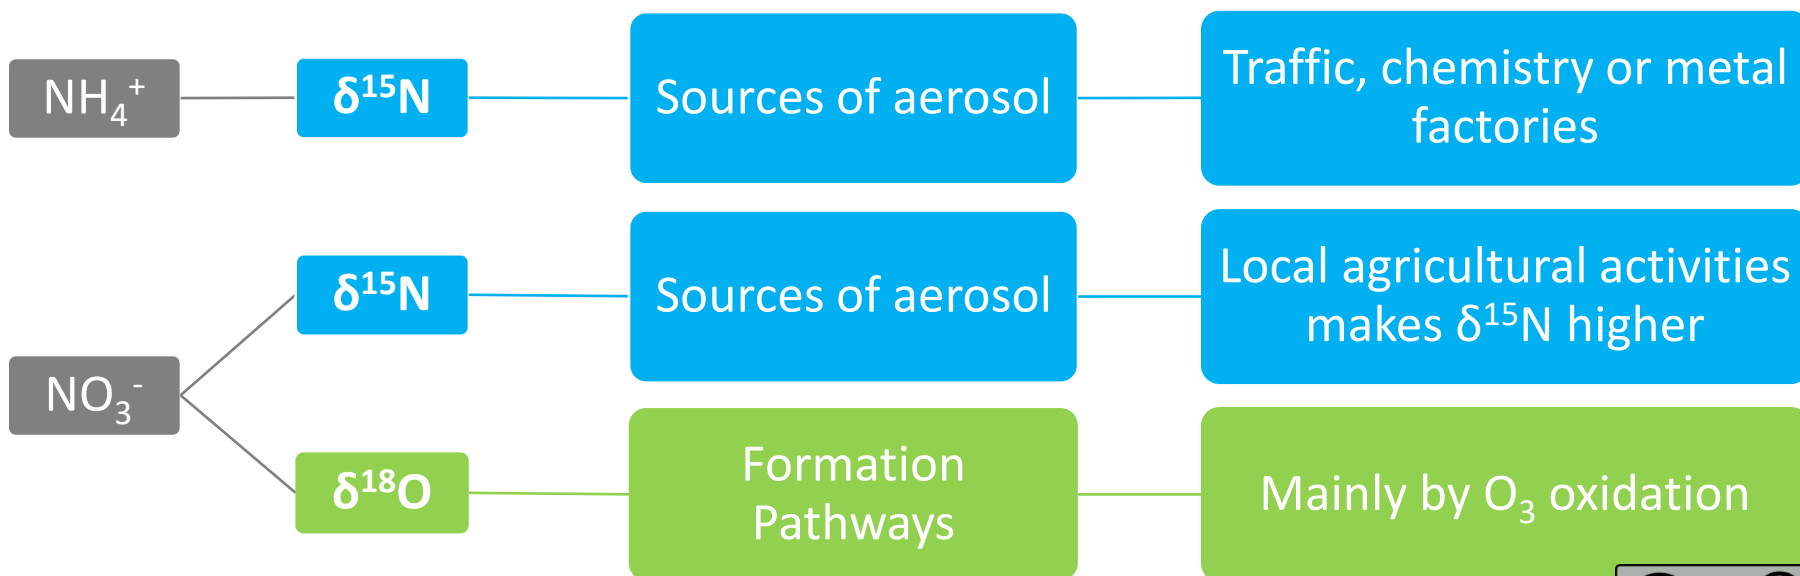 NH₄⁺
δ¹⁵N
Sources of aerosol
Traffic, chemistry or metal
factories
δ¹⁵N
Sources of aerosol
Local agricultural activities
makes δ¹⁵N higher
NO₃⁻
δ¹⁸O
Formation
Pathways
Mainly by O₃ oxidation